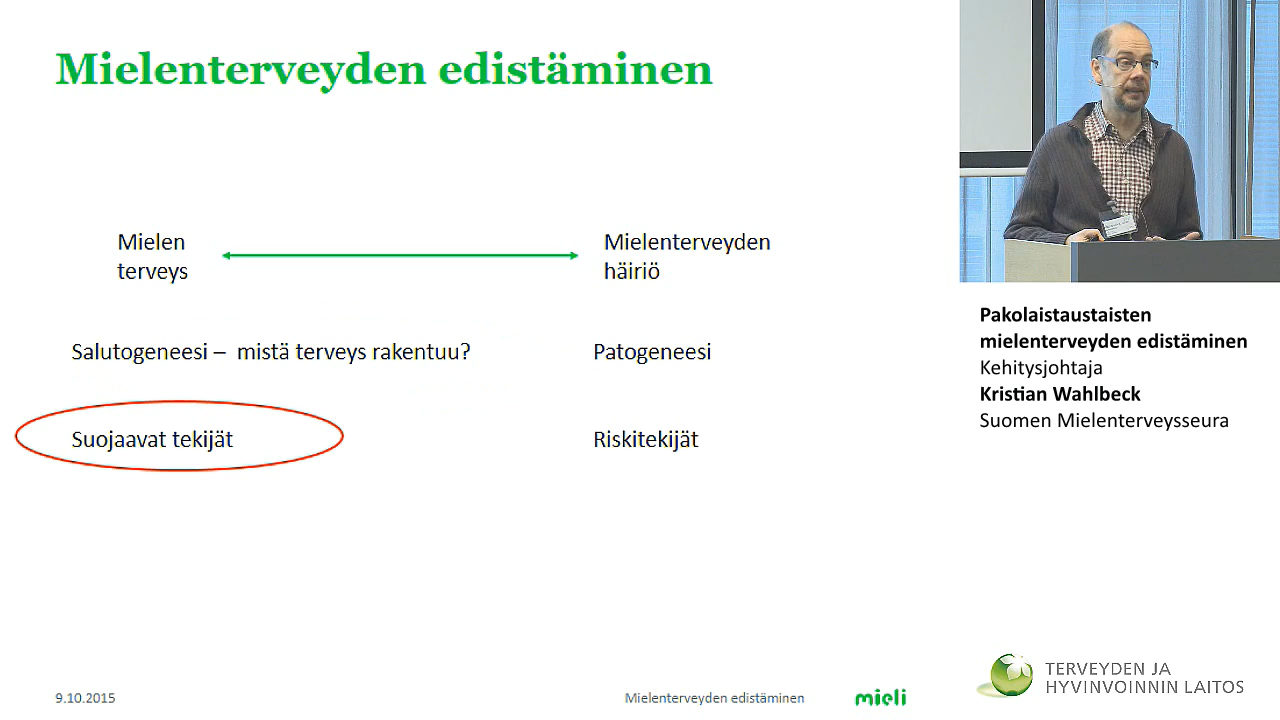 Mielenterveyden edistäminen
Mielen
terveys
Mielenterveyden
häiriö
Salutogeneesi – mistä terveys rakentuu?
Patogeneesi
Suojaavat tekijät
Riskitekijät
9.10.2015
Mielenterveyden edistäminen
mieli
Pakolaistaustaisten
mielenterveyden edistäminen
Kehitysjohtaja
Kristian Wahlbeck
Suomen Mielenterveysseura
TERVEYDEN JA
HYVINVOINNIN LAITOS